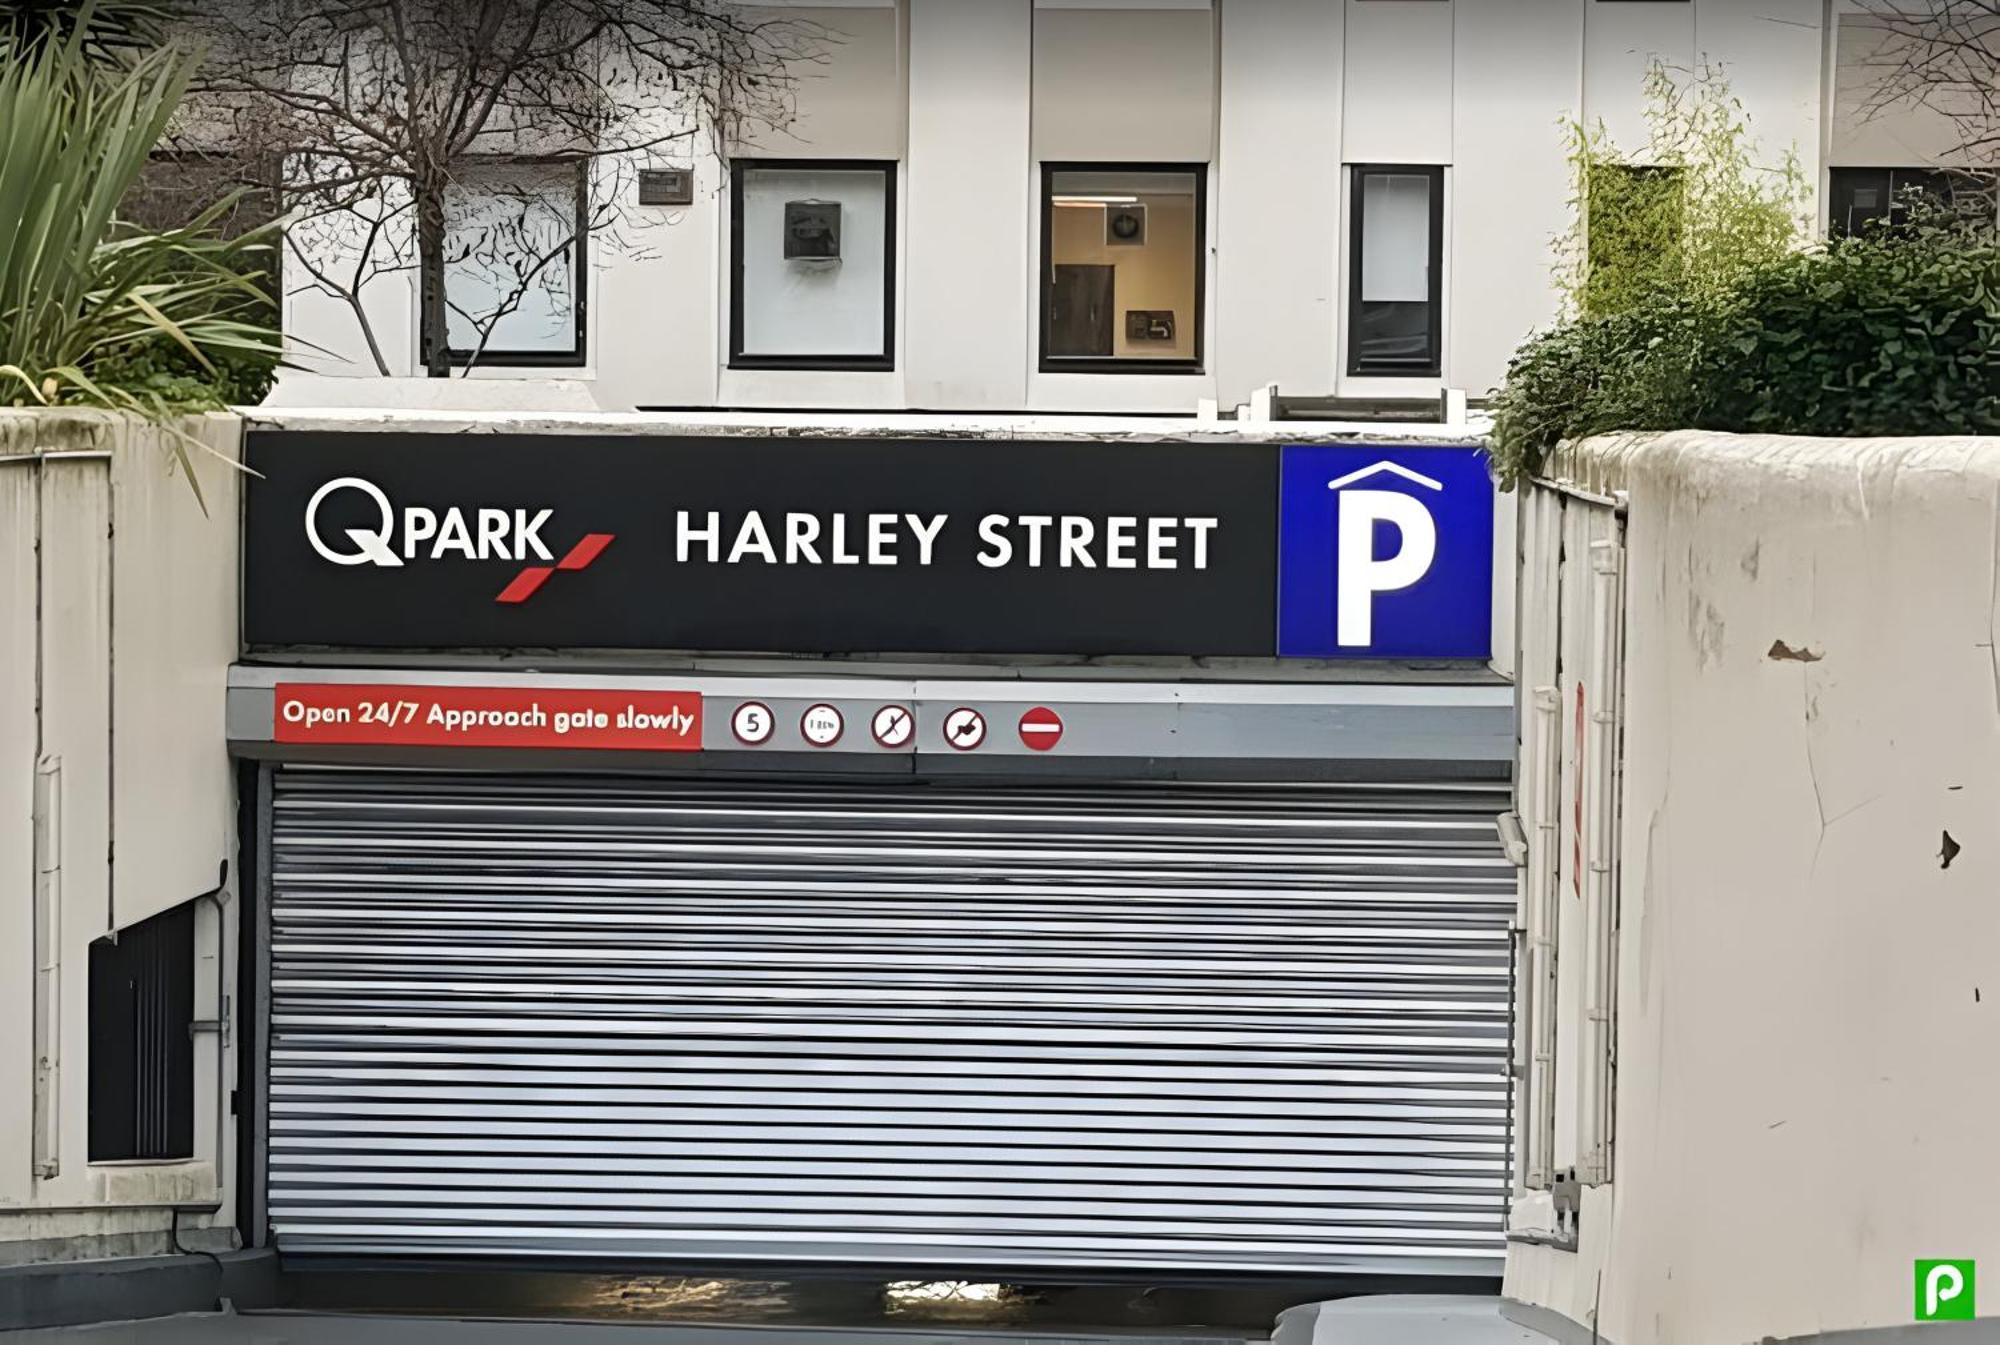 QPARK
HARLEY STREET
P
Open 24/7 Approach gate slowly
5